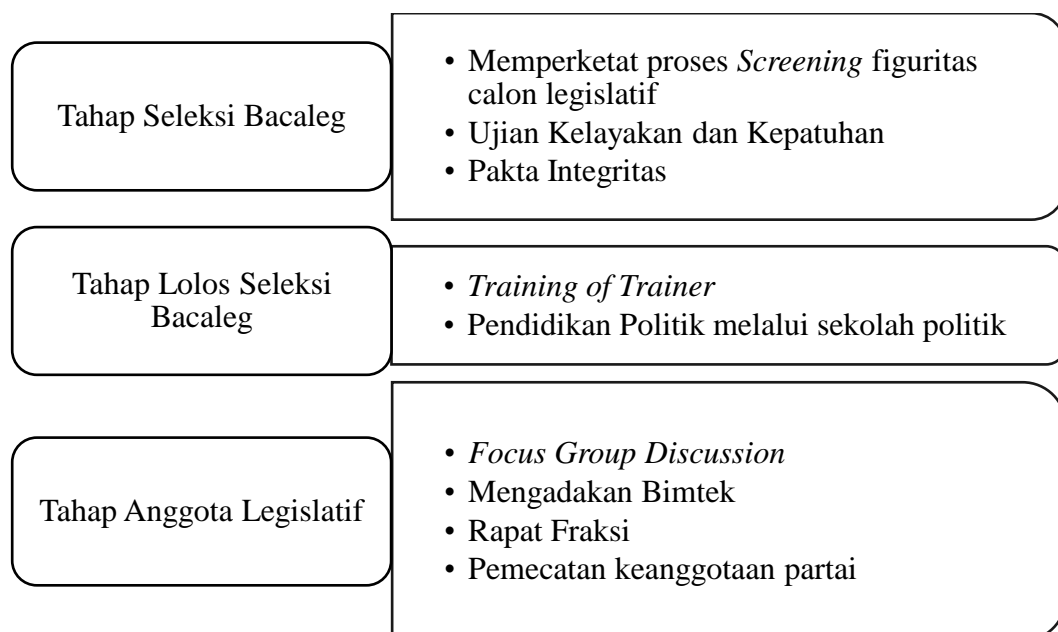 Tahap Seleksi Bacaleg
• Memperketat proses Screening figuritas
calon legislatif
• Ujian Kelayakan dan Kepatuhan
• Pakta Integritas
Tahap Lolos Seleksi
Bacaleg
• Training of Trainer
• Pendidikan Politik melalui sekolah politik
Tahap Anggota Legislatif
• Focus Group Discussion
• Mengadakan Bimtek
• Rapat Fraksi
• Pemecatan keanggotaan partai